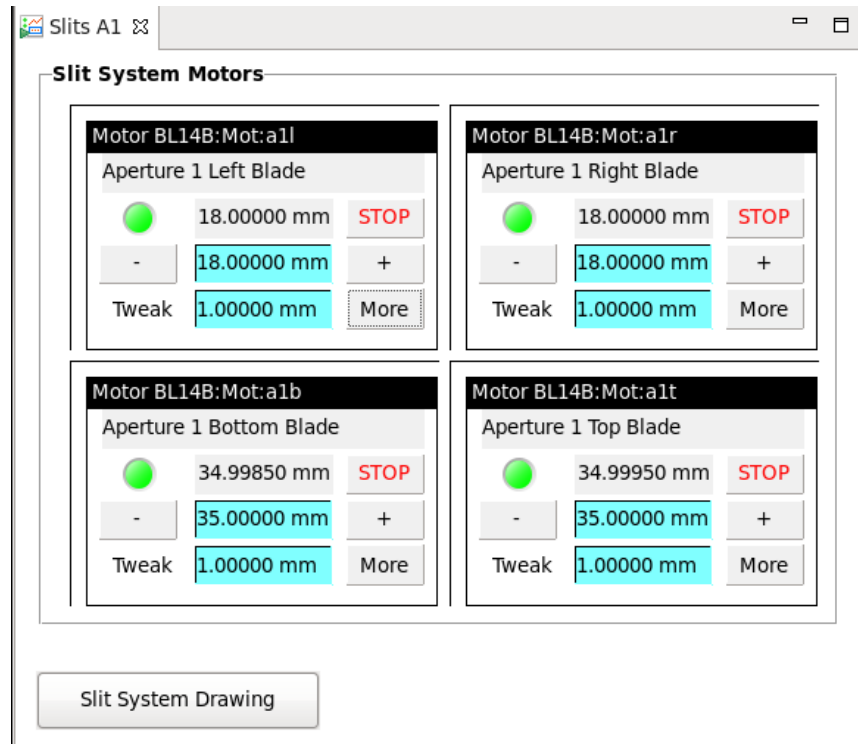 Slits A1
Slit System Motors
Motor BL14B:Mot:a1l
Aperture 1 Left Blade
18.00000 mm STOP
- 18.00000 mm +
Tweak 1.00000 mm More
Motor BL14B:Mot:a1r
Aperture 1 Right Blade
18.00000 mm STOP
- 18.00000 mm +
Tweak 1.00000 mm More
Motor BL14B:Mot:a1b
Aperture 1 Bottom Blade
34.99850 mm STOP
- 35.00000 mm +
Tweak 1.00000 mm More
Motor BL14B:Mot:a1t
Aperture 1 Top Blade
34.99950 mm STOP
- 35.00000 mm +
Tweak 1.00000 mm More
Slit System Drawing